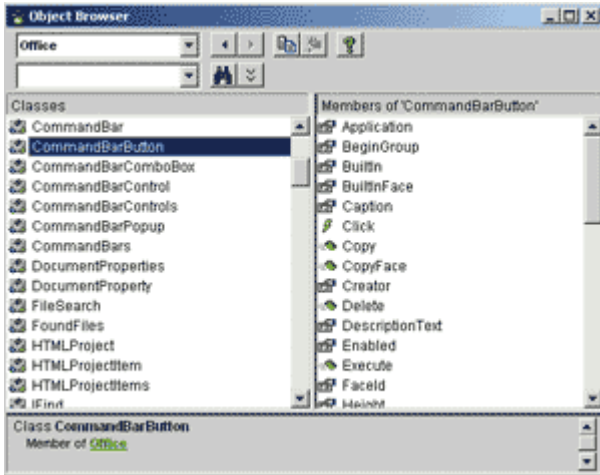 Object Browser
Office
Classes
CommandBar
CommandBarButton
CommandBarComboBox
CommandBarControl
CommandBarControls
CommandBarPopup
CommandBars
DocumentProperties
DocumentProperty
FileSearch
FoundFiles
HTMLProject
HTMLProjectItem
HTMLProjectItems
IFind
Members of 'CommandBarButton'
Application
BeginGroup
BuiltIn
BuiltInFace
Caption
Click
Copy
CopyFace
Creator
Delete
DescriptionText
Enabled
Execute
FaceId
Height
Class CommandBarButton
Member of Office